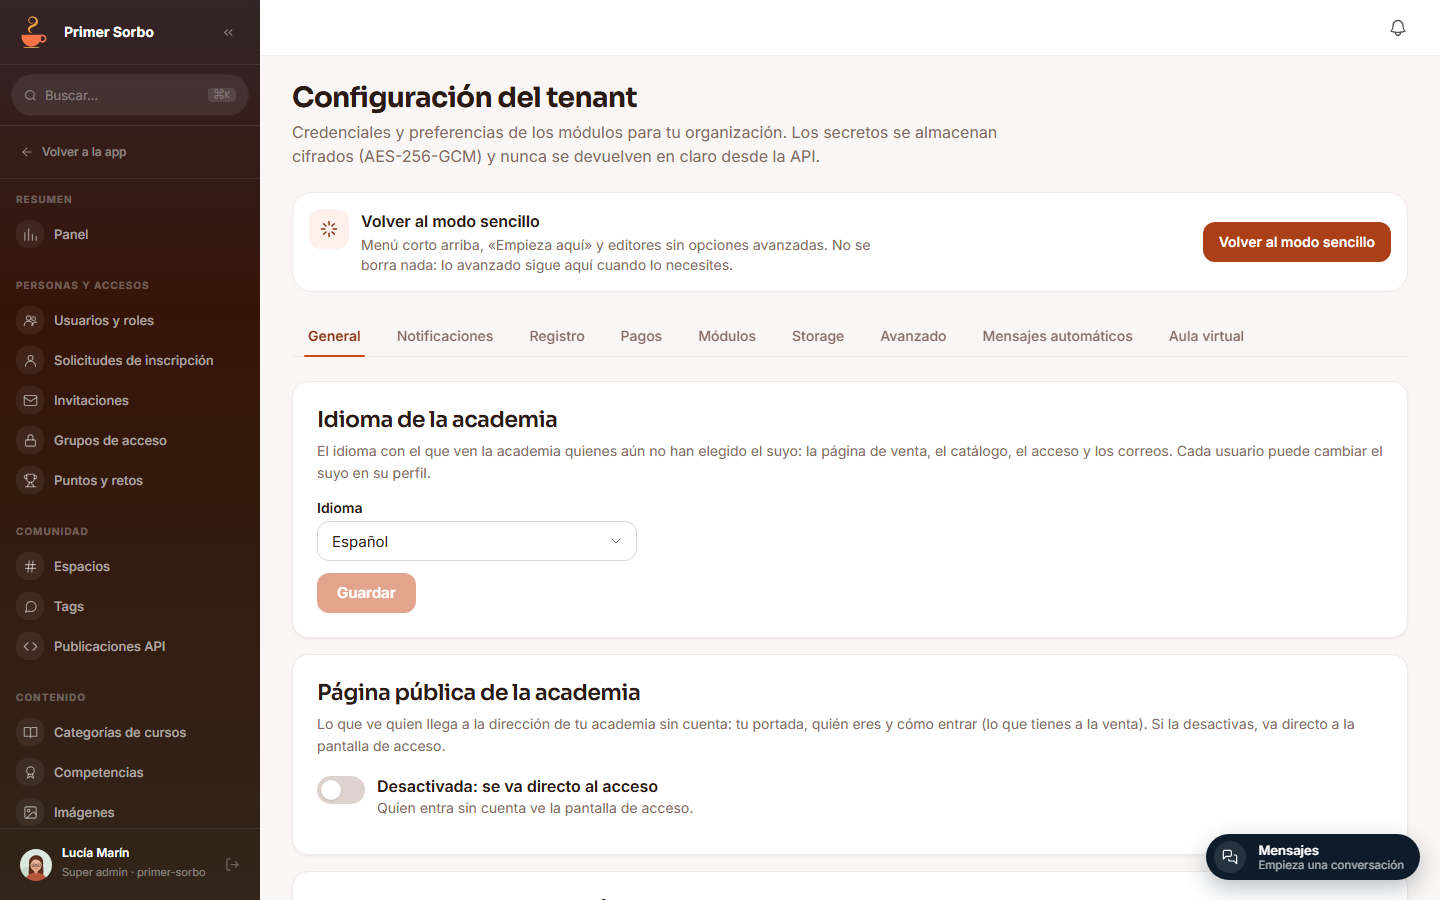 Primer Sorbo
Buscar...
⌘K
Volver a la app
RESUMEN
Panel
PERSONAS Y ACCESOS
Usuarios y roles
Solicitudes de inscripción
Invitaciones
Grupos de acceso
Puntos y retos
COMUNIDAD
Espacios
Tags
Publicaciones API
CONTENIDO
Categorías de cursos
Competencias
Imágenes
Lucía Marín
Super admin · primer-sorbo
Configuración del tenant
Credenciales y preferencias de los módulos para tu organización. Los secretos se almacenan
cifrados (AES-256-GCM) y nunca se devuelven en claro desde la API.
Volver al modo sencillo
Menú corto arriba, «Empieza aquí» y editores sin opciones avanzadas. No se
borra nada: lo avanzado sigue aquí cuando lo necesites.
Volver al modo sencillo
General
Notificaciones
Registro
Pagos
Módulos
Storage
Avanzado
Mensajes automáticos
Aula virtual
Idioma de la academia
El idioma con el que ven la academia quienes aún no han elegido el suyo: la página de venta, el catálogo, el acceso y los correos. Cada usuario puede cambiar el
suyo en su perfil.
Idioma
Español
Guardar
Página pública de la academia
Lo que ve quien llega a la dirección de tu academia sin cuenta: tu portada, quién eres y cómo entrar (lo que tienes a la venta). Si la desactivas, va directo a la
pantalla de acceso.
Desactivada: se va directo al acceso
Quien entra sin cuenta ve la pantalla de acceso.
Mensajes
Empieza una conversación